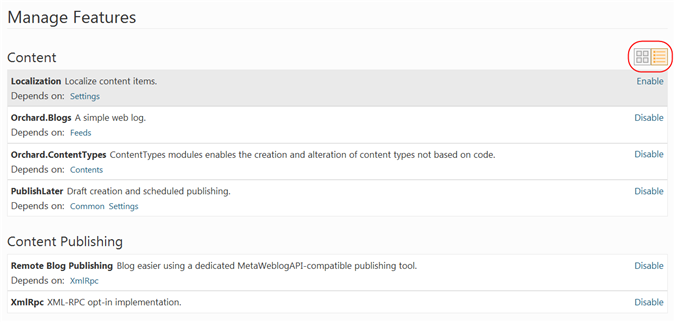 Manage Features
Content
Localization Localize content items. Enable
Depends on: Settings
Orchard.Blogs A simple web log. Disable
Depends on: Feeds
Orchard.ContentTypes ContentTypes modules enables the creation and alteration of content types not based on code. Disable
Depends on: Contents
PublishLater Draft creation and scheduled publishing. Disable
Depends on: Common Settings
Content Publishing
Remote Blog Publishing Blog easier using a dedicated MetaWeblogAPI-compatible publishing tool. Disable
Depends on: XmlRpc
XmlRpc XML-RPC opt-in implementation. Disable